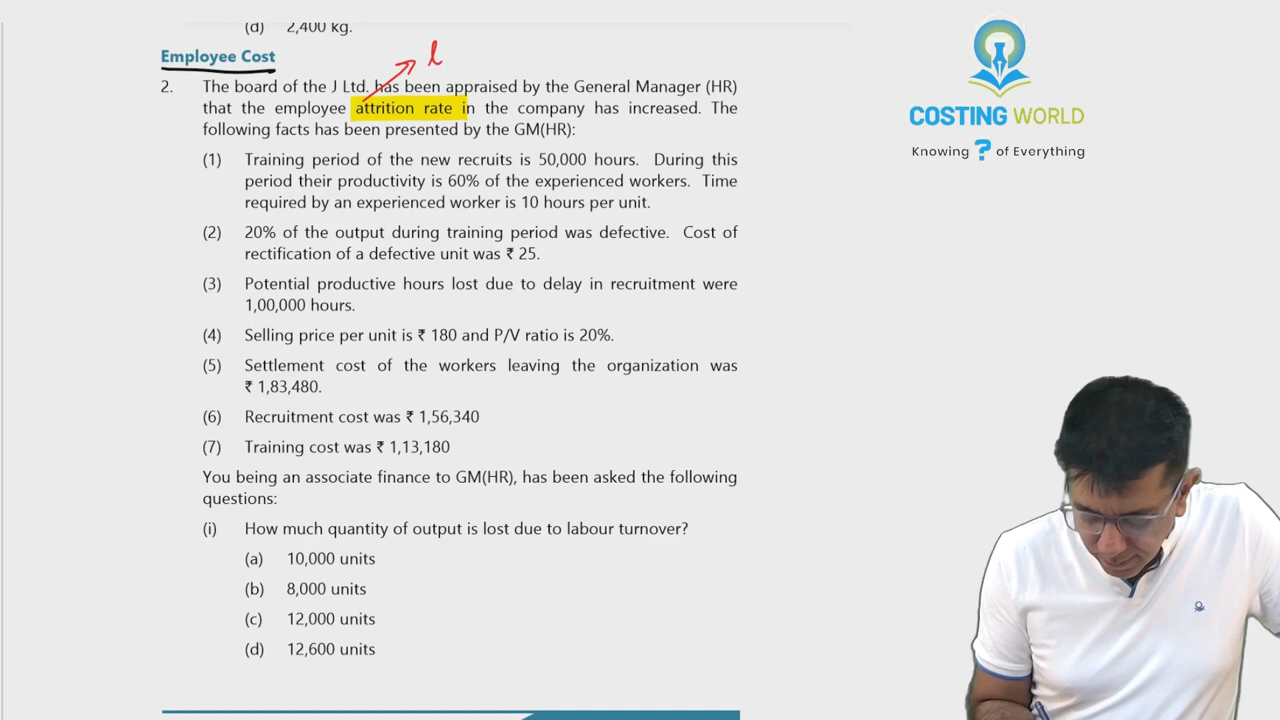 (d) 2,400 kg.
Employee Cost
l
2. The board of the J Ltd. has been appraised by the General Manager (HR)
that the employee attrition rate in the company has increased. The
following facts has been presented by the GM(HR):
(1) Training period of the new recruits is 50,000 hours. During this
period their productivity is 60% of the experienced workers. Time
required by an experienced worker is 10 hours per unit.
(2) 20% of the output during training period was defective. Cost of
rectification of a defective unit was ₹ 25.
(3) Potential productive hours lost due to delay in recruitment were
1,00,000 hours.
(4) Selling price per unit is ₹ 180 and P/V ratio is 20%.
(5) Settlement cost of the workers leaving the organization was
₹ 1,83,480.
(6) Recruitment cost was ₹ 1,56,340
(7) Training cost was ₹ 1,13,180
You being an associate finance to GM(HR), has been asked the following
questions:
(i) How much quantity of output is lost due to labour turnover?
(a) 10,000 units
(b) 8,000 units
(c) 12,000 units
(d) 12,600 units
COSTING WORLD
Knowing ? of Everything